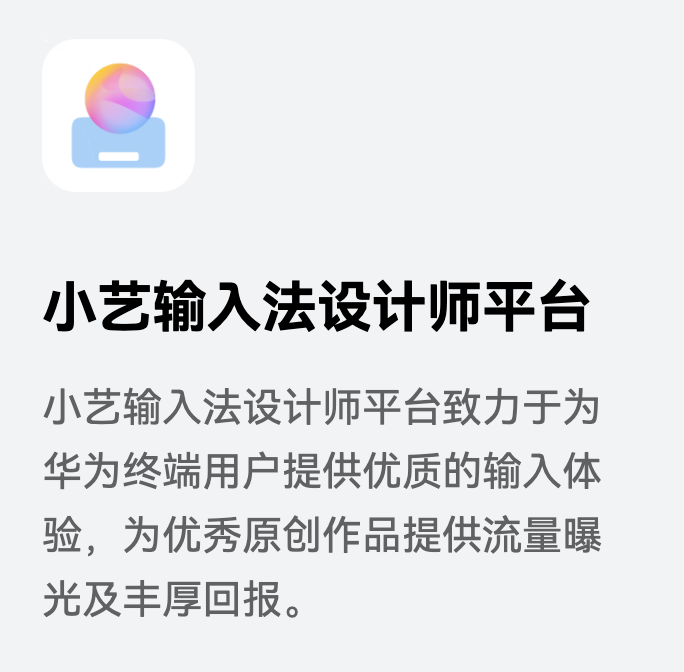 小艺输入法设计师平台
小艺输入法设计师平台致力于为
华为终端用户提供优质的输入体
验，为优秀原创作品提供流量曝
光及丰厚回报。